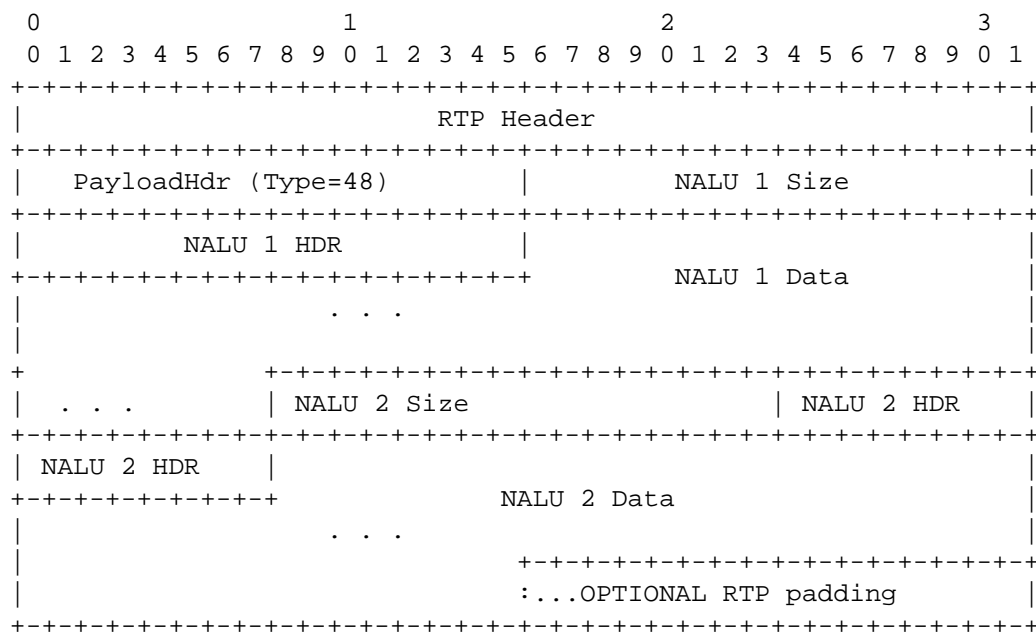 0                   1                   2                   3
 0 1 2 3 4 5 6 7 8 9 0 1 2 3 4 5 6 7 8 9 0 1 2 3 4 5 6 7 8 9 0 1
+-+-+-+-+-+-+-+-+-+-+-+-+-+-+-+-+-+-+-+-+-+-+-+-+-+-+-+-+-+-+-+-+
|                          RTP Header                           |
+-+-+-+-+-+-+-+-+-+-+-+-+-+-+-+-+-+-+-+-+-+-+-+-+-+-+-+-+-+-+-+-+
|   PayloadHdr (Type=48)        |         NALU 1 Size           |
+-+-+-+-+-+-+-+-+-+-+-+-+-+-+-+-+-+-+-+-+-+-+-+-+-+-+-+-+-+-+-+-+
|          NALU 1 HDR           |                               |
+-+-+-+-+-+-+-+-+-+-+-+-+-+-+-+-+         NALU 1 Data           |
|                   . . .                                       |
|                                                               |
+               +-+-+-+-+-+-+-+-+-+-+-+-+-+-+-+-+-+-+-+-+-+-+-+-+
|  . . .        | NALU 2 Size                   | NALU 2 HDR    |
+-+-+-+-+-+-+-+-+-+-+-+-+-+-+-+-+-+-+-+-+-+-+-+-+-+-+-+-+-+-+-+-+
| NALU 2 HDR    |                                               |
+-+-+-+-+-+-+-+-+              NALU 2 Data                      |
|                   . . .                                       |
|                               +-+-+-+-+-+-+-+-+-+-+-+-+-+-+-+-+
|                               :...OPTIONAL RTP padding        |
+-+-+-+-+-+-+-+-+-+-+-+-+-+-+-+-+-+-+-+-+-+-+-+-+-+-+-+-+-+-+-+-+